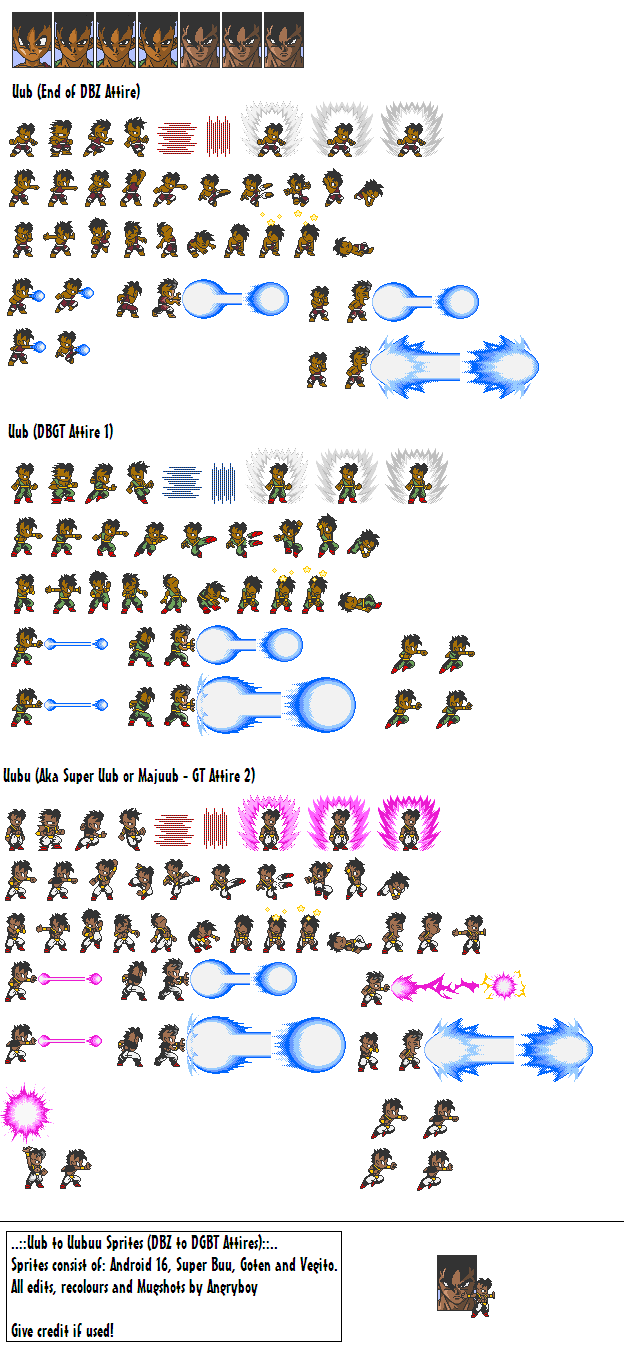 Uub (End of DBZ Attire)
Uub (DBGT Attire 1)
Uubu (Aka Super Uub or Majuub - GT Attire 2)
..::Uub to Uubuu Sprites (DBZ to DGBT Attires)::..
Sprites consist of: Android 16, Super Buu, Goten and Vegito.
All edits, recolours and Mugshots by Angryboy
Give credit if used!